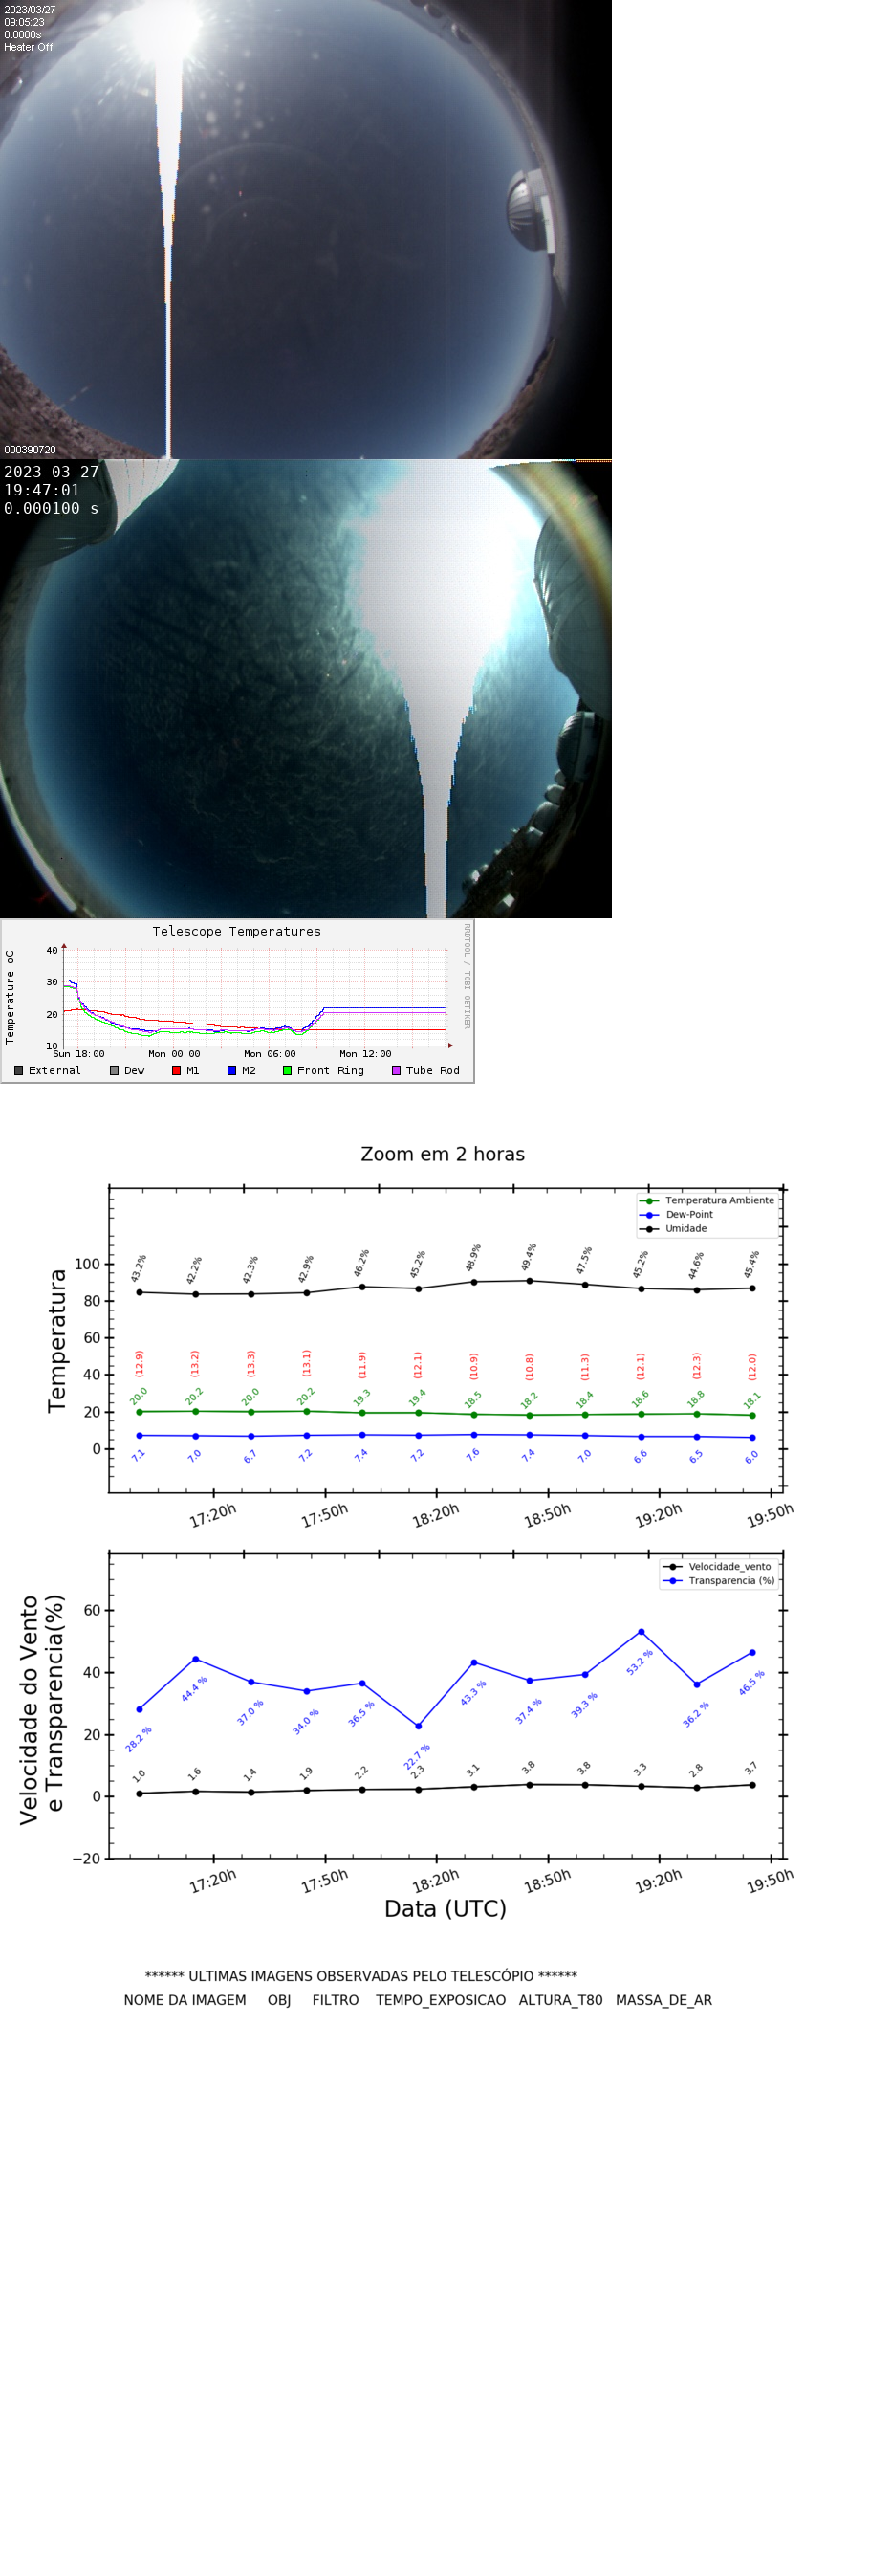 2023/03/27
09:05:23
0.0000s
Heater Off
000390720
2023-03-27
19:47:01
0.000100 s
Telescope Temperatures
RRDTOOL / TOBI OETIKER
Temperature oC
40
30
20
10
Sun 18:00 Mon 00:00 Mon 06:00 Mon 12:00
External Dew M1 M2 Front Ring Tube Rod
Zoom em 2 horas
Temperatura Ambiente
Dew-Point
Umidade
Temperatura
100
80
60
40
20
0
43.2% 42.2% 42.3% 42.9% 46.2% 45.2% 48.9% 49.4% 47.5% 45.2% 44.6% 45.4%
(12.9) (13.2) (13.3) (13.1) (11.9) (12.1) (10.9) (10.8) (11.3) (12.1) (12.3) (12.0)
20.0 20.2 20.0 20.2 19.3 19.4 18.5 18.2 18.4 18.6 18.8 18.1
7.1 7.0 6.7 7.2 7.4 7.2 7.6 7.4 7.0 6.6 6.5 6.0
17:20h 17:50h 18:20h 18:50h 19:20h 19:50h
Velocidade_vento
Transparencia (%)
Velocidade do Vento
e Transparencia(%)
60
40
20
0
−20
28.2 % 44.4 % 37.0 % 34.0 % 36.5 % 22.7 % 43.3 % 37.4 % 39.3 % 53.2 % 36.2 % 46.5 %
1.0 1.6 1.4 1.9 2.2 2.3 3.1 3.8 3.8 3.3 2.8 3.7
17:20h 17:50h 18:20h 18:50h 19:20h 19:50h
Data (UTC)
****** ULTIMAS IMAGENS OBSERVADAS PELO TELESCÓPIO ******
NOME DA IMAGEM OBJ FILTRO TEMPO_EXPOSICAO ALTURA_T80 MASSA_DE_AR